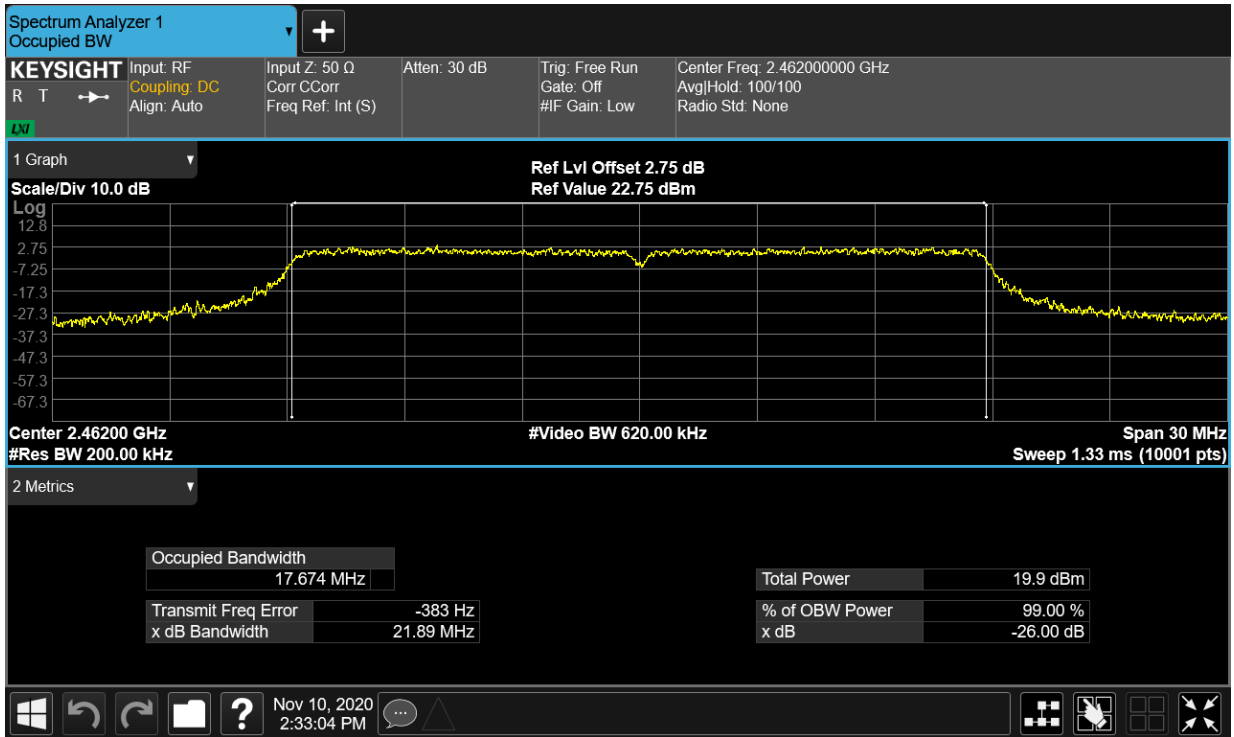 Spectrum Analyzer 1
Occupied BW
▼
+
KEYSIGHT
R T
LXI
Input: RF
Coupling: DC
Align: Auto
Input Z: 50 Ω
Corr CCorr
Freq Ref: Int (S)
Atten: 30 dB
Trig: Free Run
Gate: Off
#IF Gain: Low
Center Freq: 2.462000000 GHz
Avg|Hold: 100/100
Radio Std: None
1 Graph ▼
Scale/Div 10.0 dB
Ref Lvl Offset 2.75 dB
Ref Value 22.75 dBm
Log
12.8
2.75
-7.25
-17.3
-27.3
-37.3
-47.3
-57.3
-67.3
Center 2.46200 GHz
#Res BW 200.00 kHz
#Video BW 620.00 kHz
Span 30 MHz
Sweep 1.33 ms (10001 pts)
2 Metrics ▼
Occupied Bandwidth
17.674 MHz
Transmit Freq Error -383 Hz
x dB Bandwidth 21.89 MHz
Total Power 19.9 dBm
% of OBW Power 99.00 %
x dB -26.00 dB
?
Nov 10, 2020
2:33:04 PM